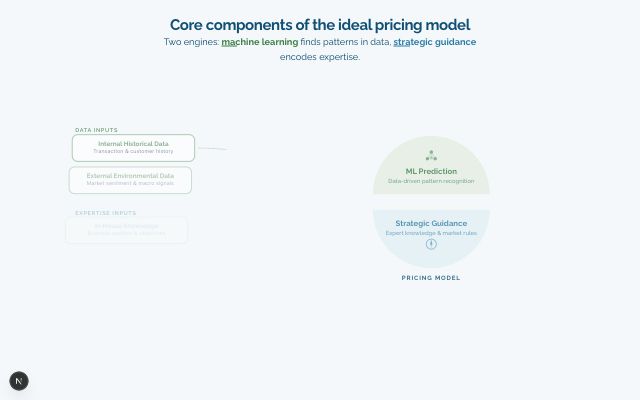 Core components of the ideal pricing model
Two engines: machine learning finds patterns in data, strategic guidance
encodes expertise.
DATA INPUTS
Internal Historical Data
Transaction & customer history
External Environmental Data
Market sentiment & macro signals
EXPERTISE INPUTS
ML Prediction
Data-driven pattern recognition
Strategic Guidance
Expert knowledge & market rules
PRICING MODEL
N